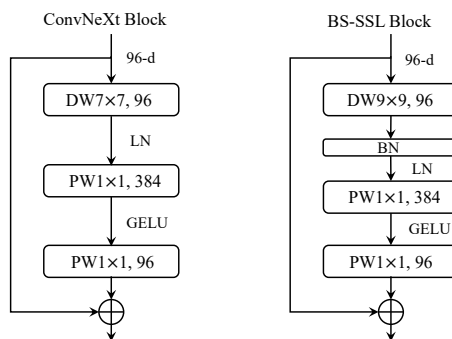 ConvNeXt Block
96-d
DW7×7, 96
LN
PW1×1, 384
GELU
PW1×1, 96
BS-SSL Block
96-d
DW9×9, 96
BN
LN
PW1×1, 384
GELU
PW1×1, 96